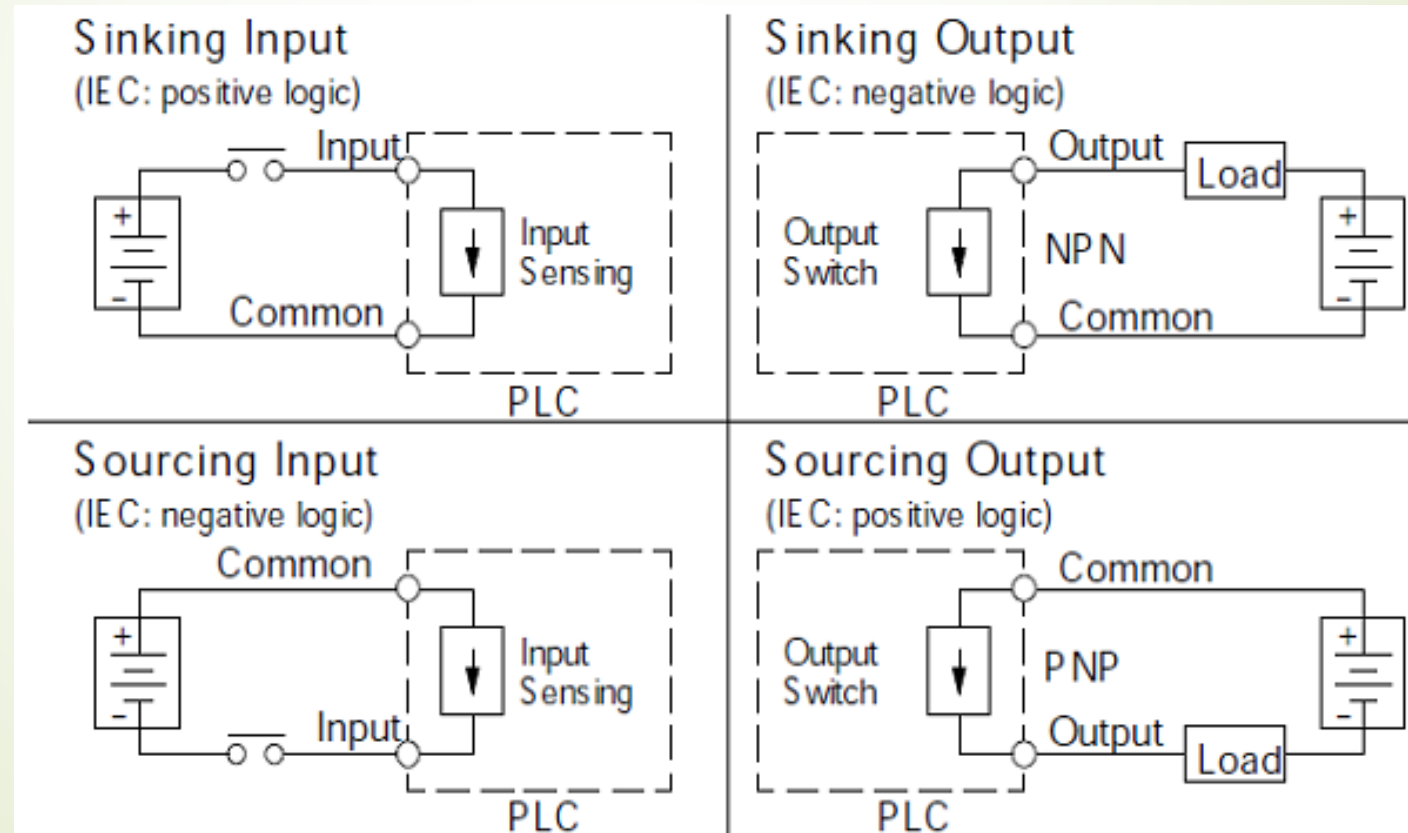 Sinking Input
(IEC: positive logic)
Input
+
-
Input
Sensing
Common
PLC
Sinking Output
(IEC: negative logic)
Output
Load
Output
Switch
NPN
+
-
Common
PLC
Sourcing Input
(IEC: negative logic)
Common
+
-
Input
Sensing
Input
PLC
Sourcing Output
(IEC: positive logic)
Common
Output
Switch
PNP
+
-
Output
Load
PLC